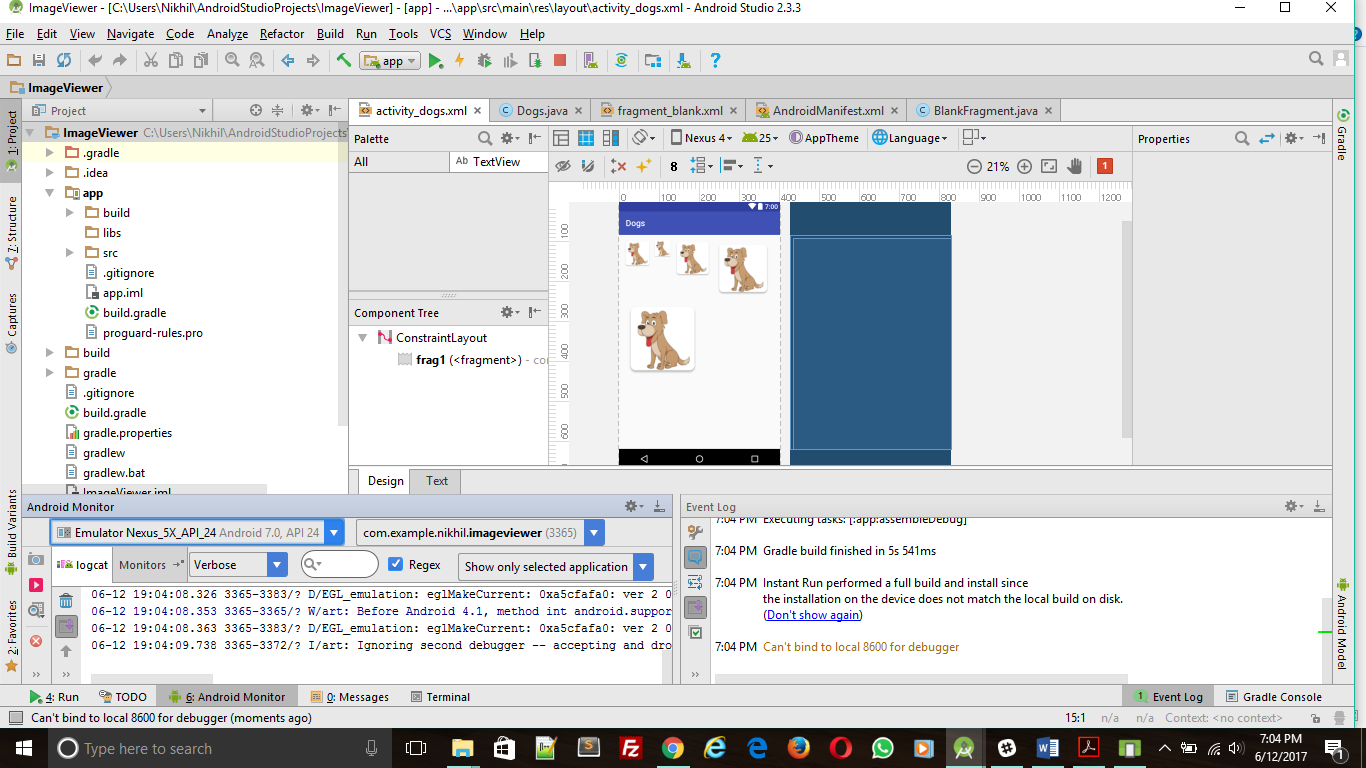 ImageViewer - [C:\Users\Nikhil\AndroidStudioProjects\ImageViewer] - [app] - ...\app\src\main\res\layout\activity_dogs.xml - Android Studio 2.3.3
File Edit View Navigate Code Analyze Refactor Build Run Tools VCS Window Help
app
ImageViewer
Project
activity_dogs.xml Dogs.java fragment_blank.xml AndroidManifest.xml BlankFragment.java
1: Project
7: Structure
Captures
Build Variants
2: Favorites
ImageViewer C:\Users\Nikhil\AndroidStudioProjects\
.gradle
.idea
app
build
libs
src
.gitignore
app.iml
build.gradle
proguard-rules.pro
build
gradle
.gitignore
build.gradle
gradle.properties
gradlew
gradlew.bat
ImageViewer.iml
Palette
All
Ab TextView
Component Tree
ConstraintLayout
frag1 (<fragment>) - co
Nexus 4 25 AppTheme Language
8 21% 1
0 100 200 300 400 500 600 700 800 900 1000 1100 1200
100
200
300
400
500
600
7:00
Dogs
Properties
Gradle
Android Model
Design Text
Android Monitor
Emulator Nexus_5X_API_24 Android 7.0, API 24
com.example.nikhil.imageviewer (3365)
logcat Monitors Verbose Regex Show only selected application
06-12 19:04:08.326 3365-3383/? D/EGL_emulation: eglMakeCurrent: 0xa5cfafa0: ver 2 0
06-12 19:04:08.353 3365-3365/? W/art: Before Android 4.1, method int android.suppor
06-12 19:04:08.363 3365-3383/? D/EGL_emulation: eglMakeCurrent: 0xa5cfafa0: ver 2 0
06-12 19:04:09.738 3365-3372/? I/art: Ignoring second debugger -- accepting and dro
Event Log
7:04 PM Executing tasks: [:app:assembleDebug]
7:04 PM Gradle build finished in 5s 541ms
7:04 PM Instant Run performed a full build and install since
the installation on the device does not match the local build on disk.
(Don't show again)
7:04 PM Can't bind to local 8600 for debugger
4: Run TODO 6: Android Monitor 0: Messages Terminal 1 Event Log Gradle Console
Can't bind to local 8600 for debugger (moments ago) 15:1 n/a n/a Context: <no context>
Type here to search
7:04 PM
6/12/2017
1